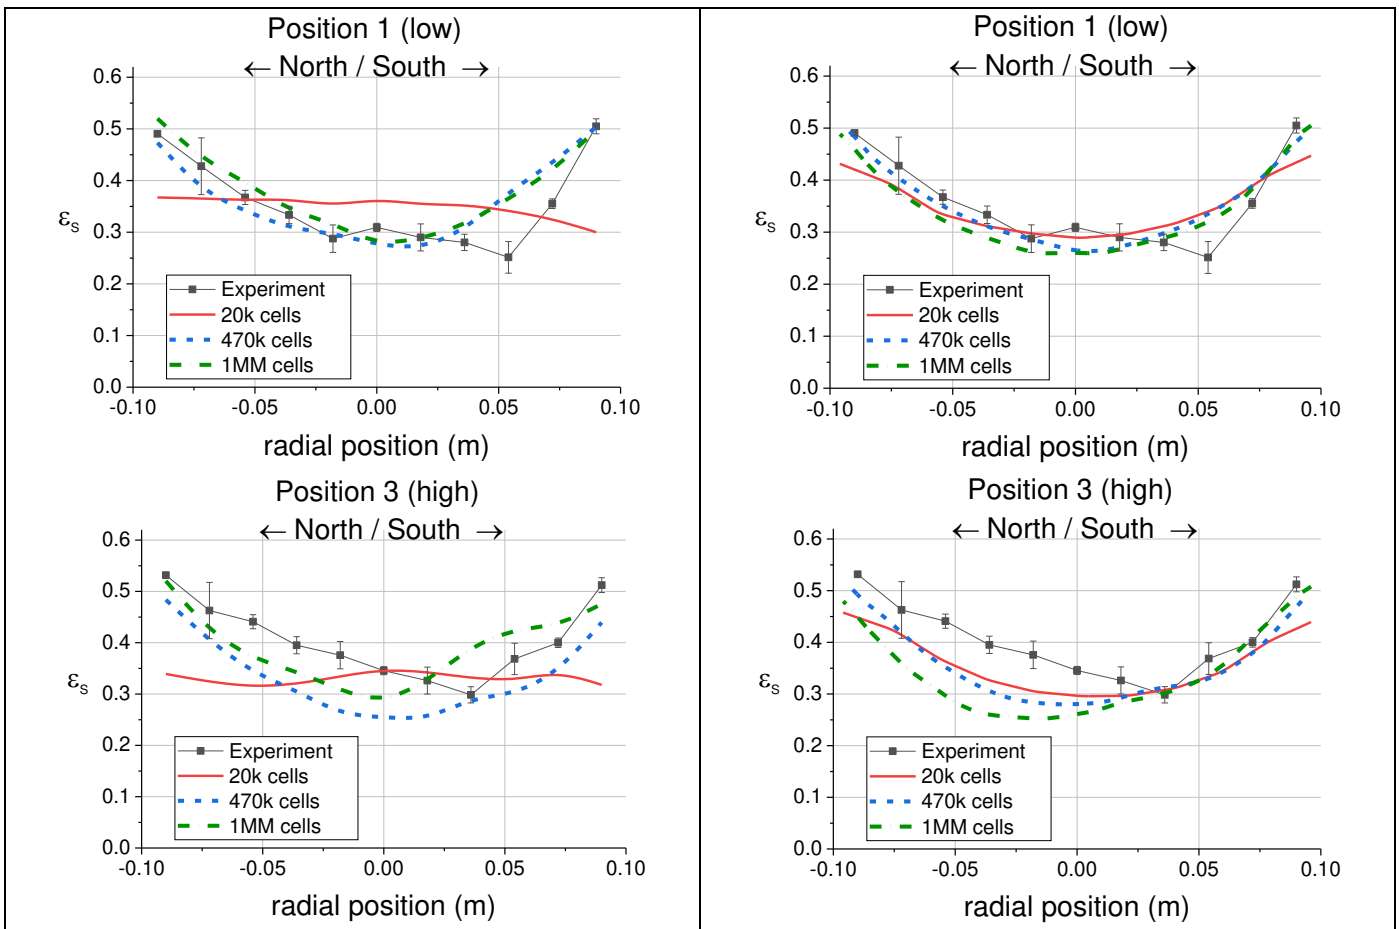 Position 1 (low)
← North / South →
0.6
0.5
0.4
0.3
0.2
0.1
0.0
εs
Experiment
20k cells
470k cells
1MM cells
-0.10
-0.05
0.00
0.05
0.10
radial position (m)
Position 1 (low)
← North / South →
0.6
0.5
0.4
0.3
0.2
0.1
0.0
εs
Experiment
20k cells
470k cells
1MM cells
-0.10
-0.05
0.00
0.05
0.10
radial position (m)
Position 3 (high)
← North / South →
0.6
0.5
0.4
0.3
0.2
0.1
0.0
εs
Experiment
20k cells
470k cells
1MM cells
-0.10
-0.05
0.00
0.05
0.10
radial position (m)
Position 3 (high)
← North / South →
0.6
0.5
0.4
0.3
0.2
0.1
0.0
εs
Experiment
20k cells
470k cells
1MM cells
-0.10
-0.05
0.00
0.05
0.10
radial position (m)